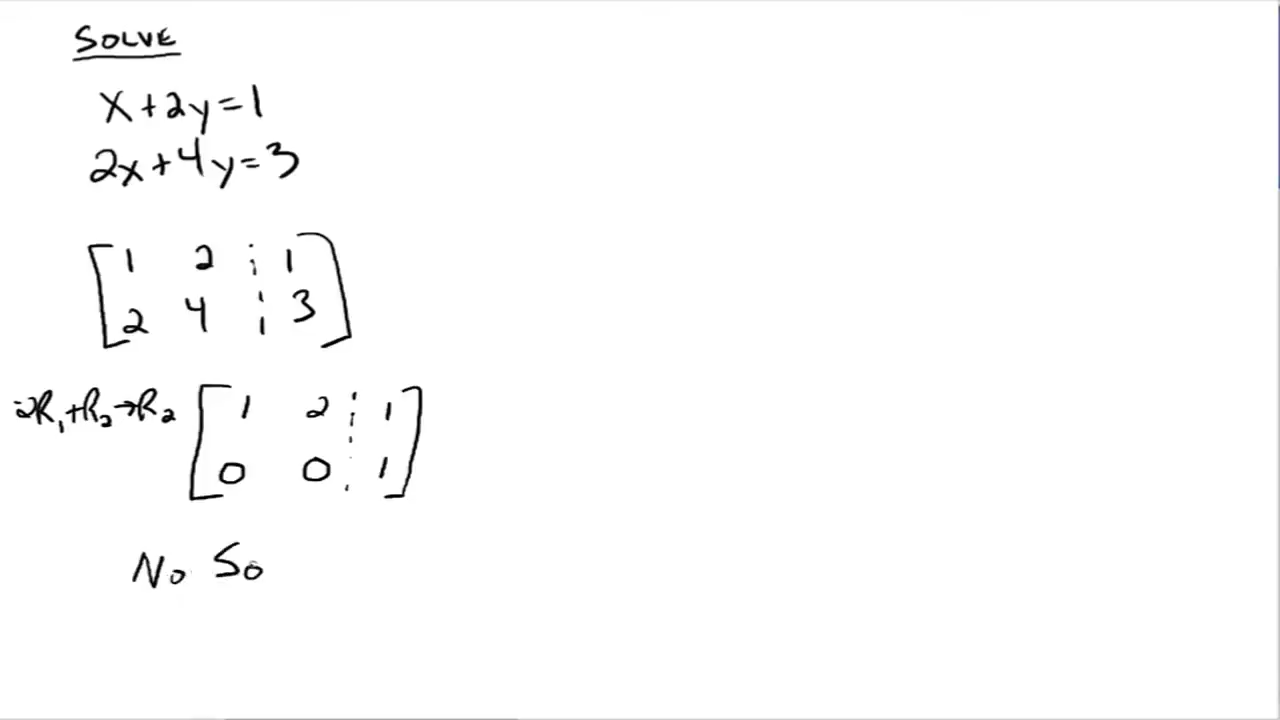 SOLVE
x+2y=1
2x+4y=3
1 2 1
2 4 3
-2R₁+R₂→R₂ 1 2 1
0 0 1
No So